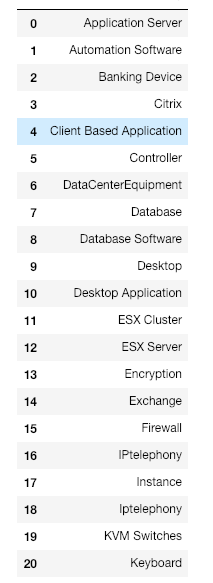 0 Application Server
1 Automation Software
2 Banking Device
3 Citrix
4 Client Based Application
5 Controller
6 DataCenterEquipment
7 Database
8 Database Software
9 Desktop
10 Desktop Application
11 ESX Cluster
12 ESX Server
13 Encryption
14 Exchange
15 Firewall
16 IPtelephony
17 Instance
18 Iptelephony
19 KVM Switches
20 Keyboard